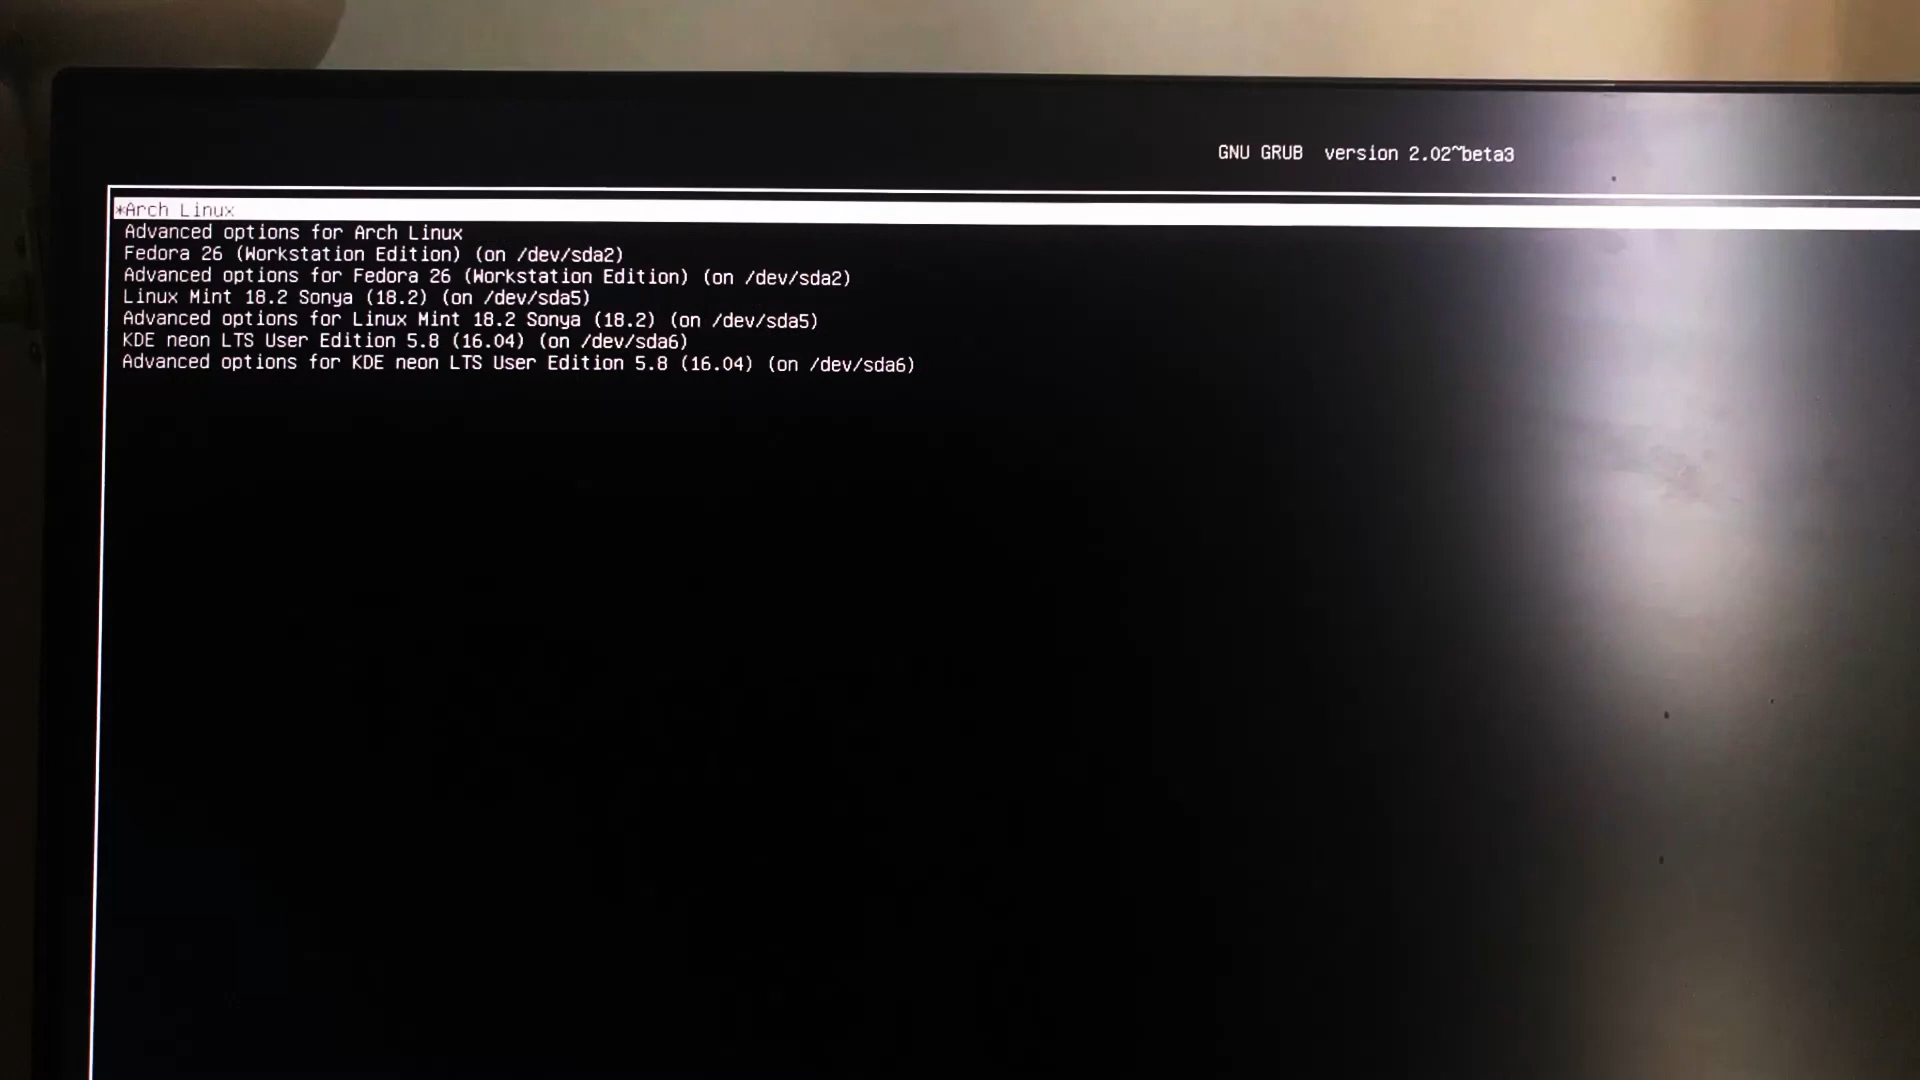 GNU GRUB  version 2.02~beta3
*Arch Linux
Advanced options for Arch Linux
Fedora 26 (Workstation Edition) (on /dev/sda2)
Advanced options for Fedora 26 (Workstation Edition) (on /dev/sda2)
Linux Mint 18.2 Sonya (18.2) (on /dev/sda5)
Advanced options for Linux Mint 18.2 Sonya (18.2) (on /dev/sda5)
KDE neon LTS User Edition 5.8 (16.04) (on /dev/sda6)
Advanced options for KDE neon LTS User Edition 5.8 (16.04) (on /dev/sda6)